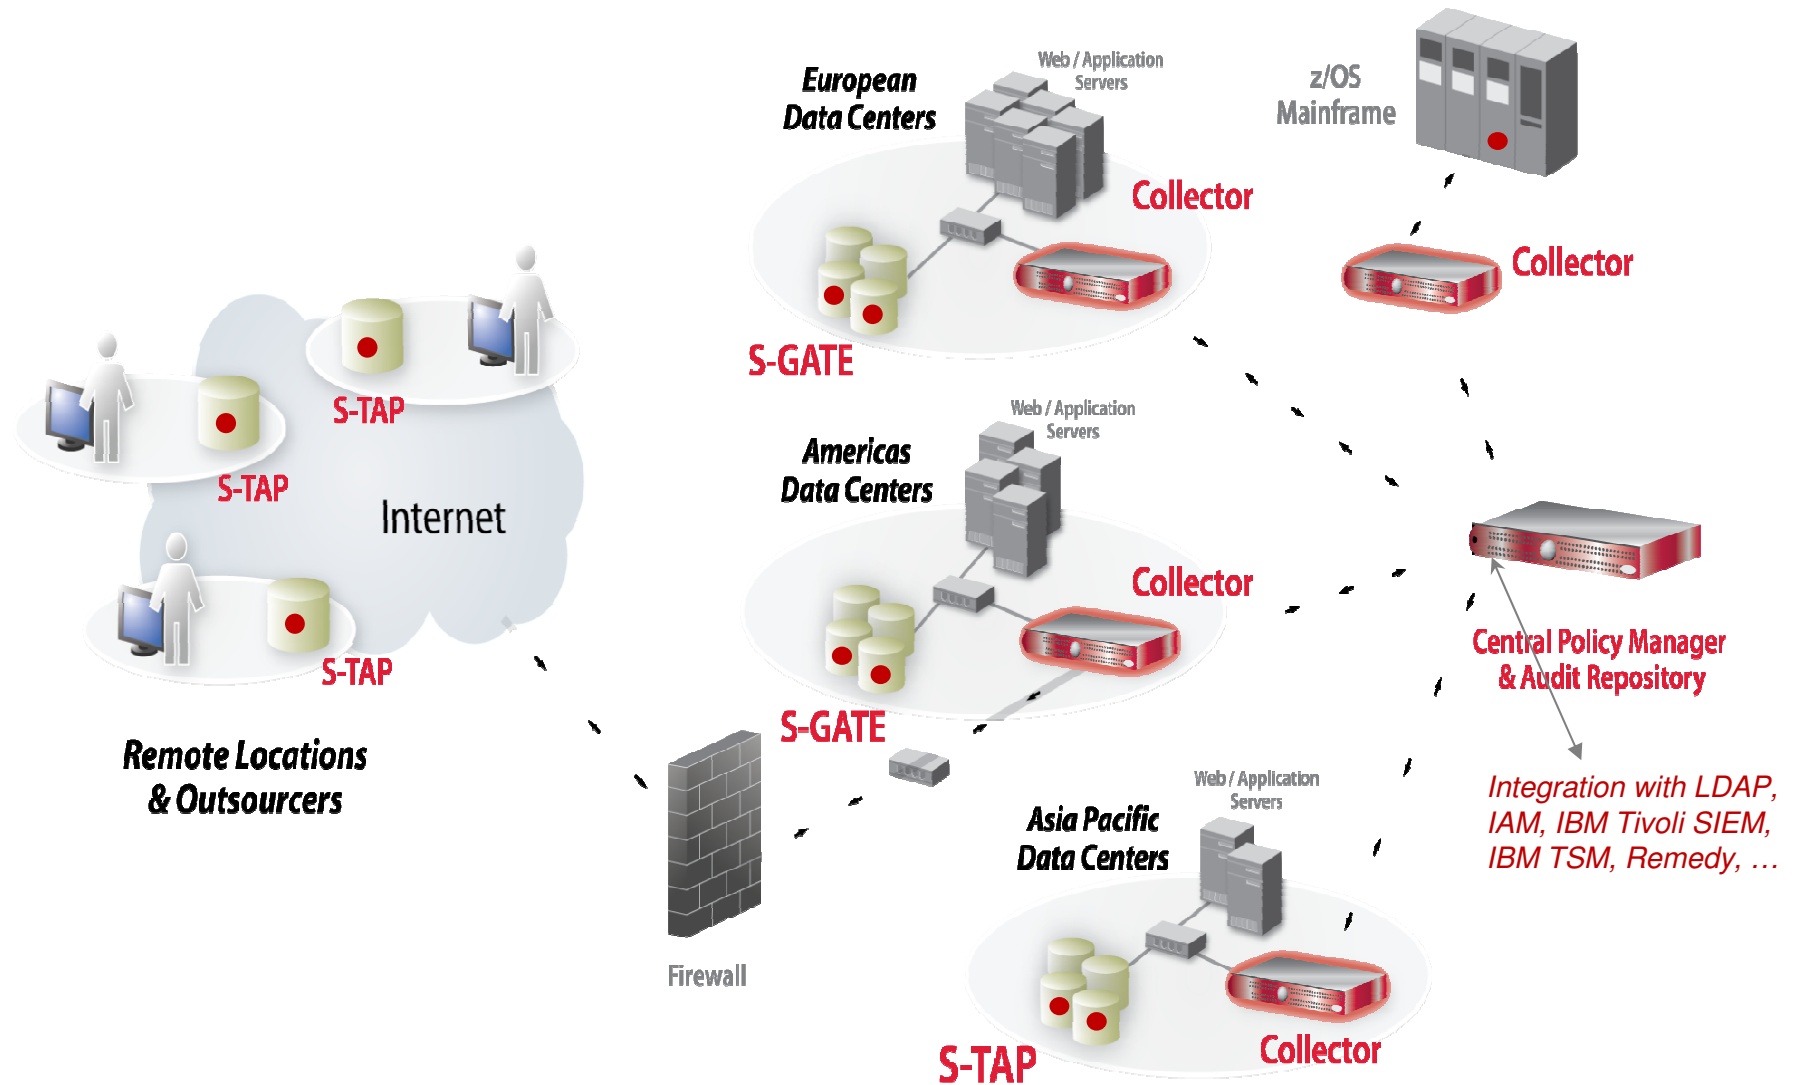 Web / Application
Servers
European
Data Centers
Collector
S-GATE
z/OS
Mainframe
Collector
S-TAP
S-TAP
Internet
S-TAP
Remote Locations
& Outsourcers
Web / Application
Servers
Americas
Data Centers
Collector
S-GATE
Central Policy Manager
& Audit Repository
Integration with LDAP,
IAM, IBM Tivoli SIEM,
IBM TSM, Remedy, …
Firewall
Web / Application
Servers
Asia Pacific
Data Centers
S-TAP
Collector